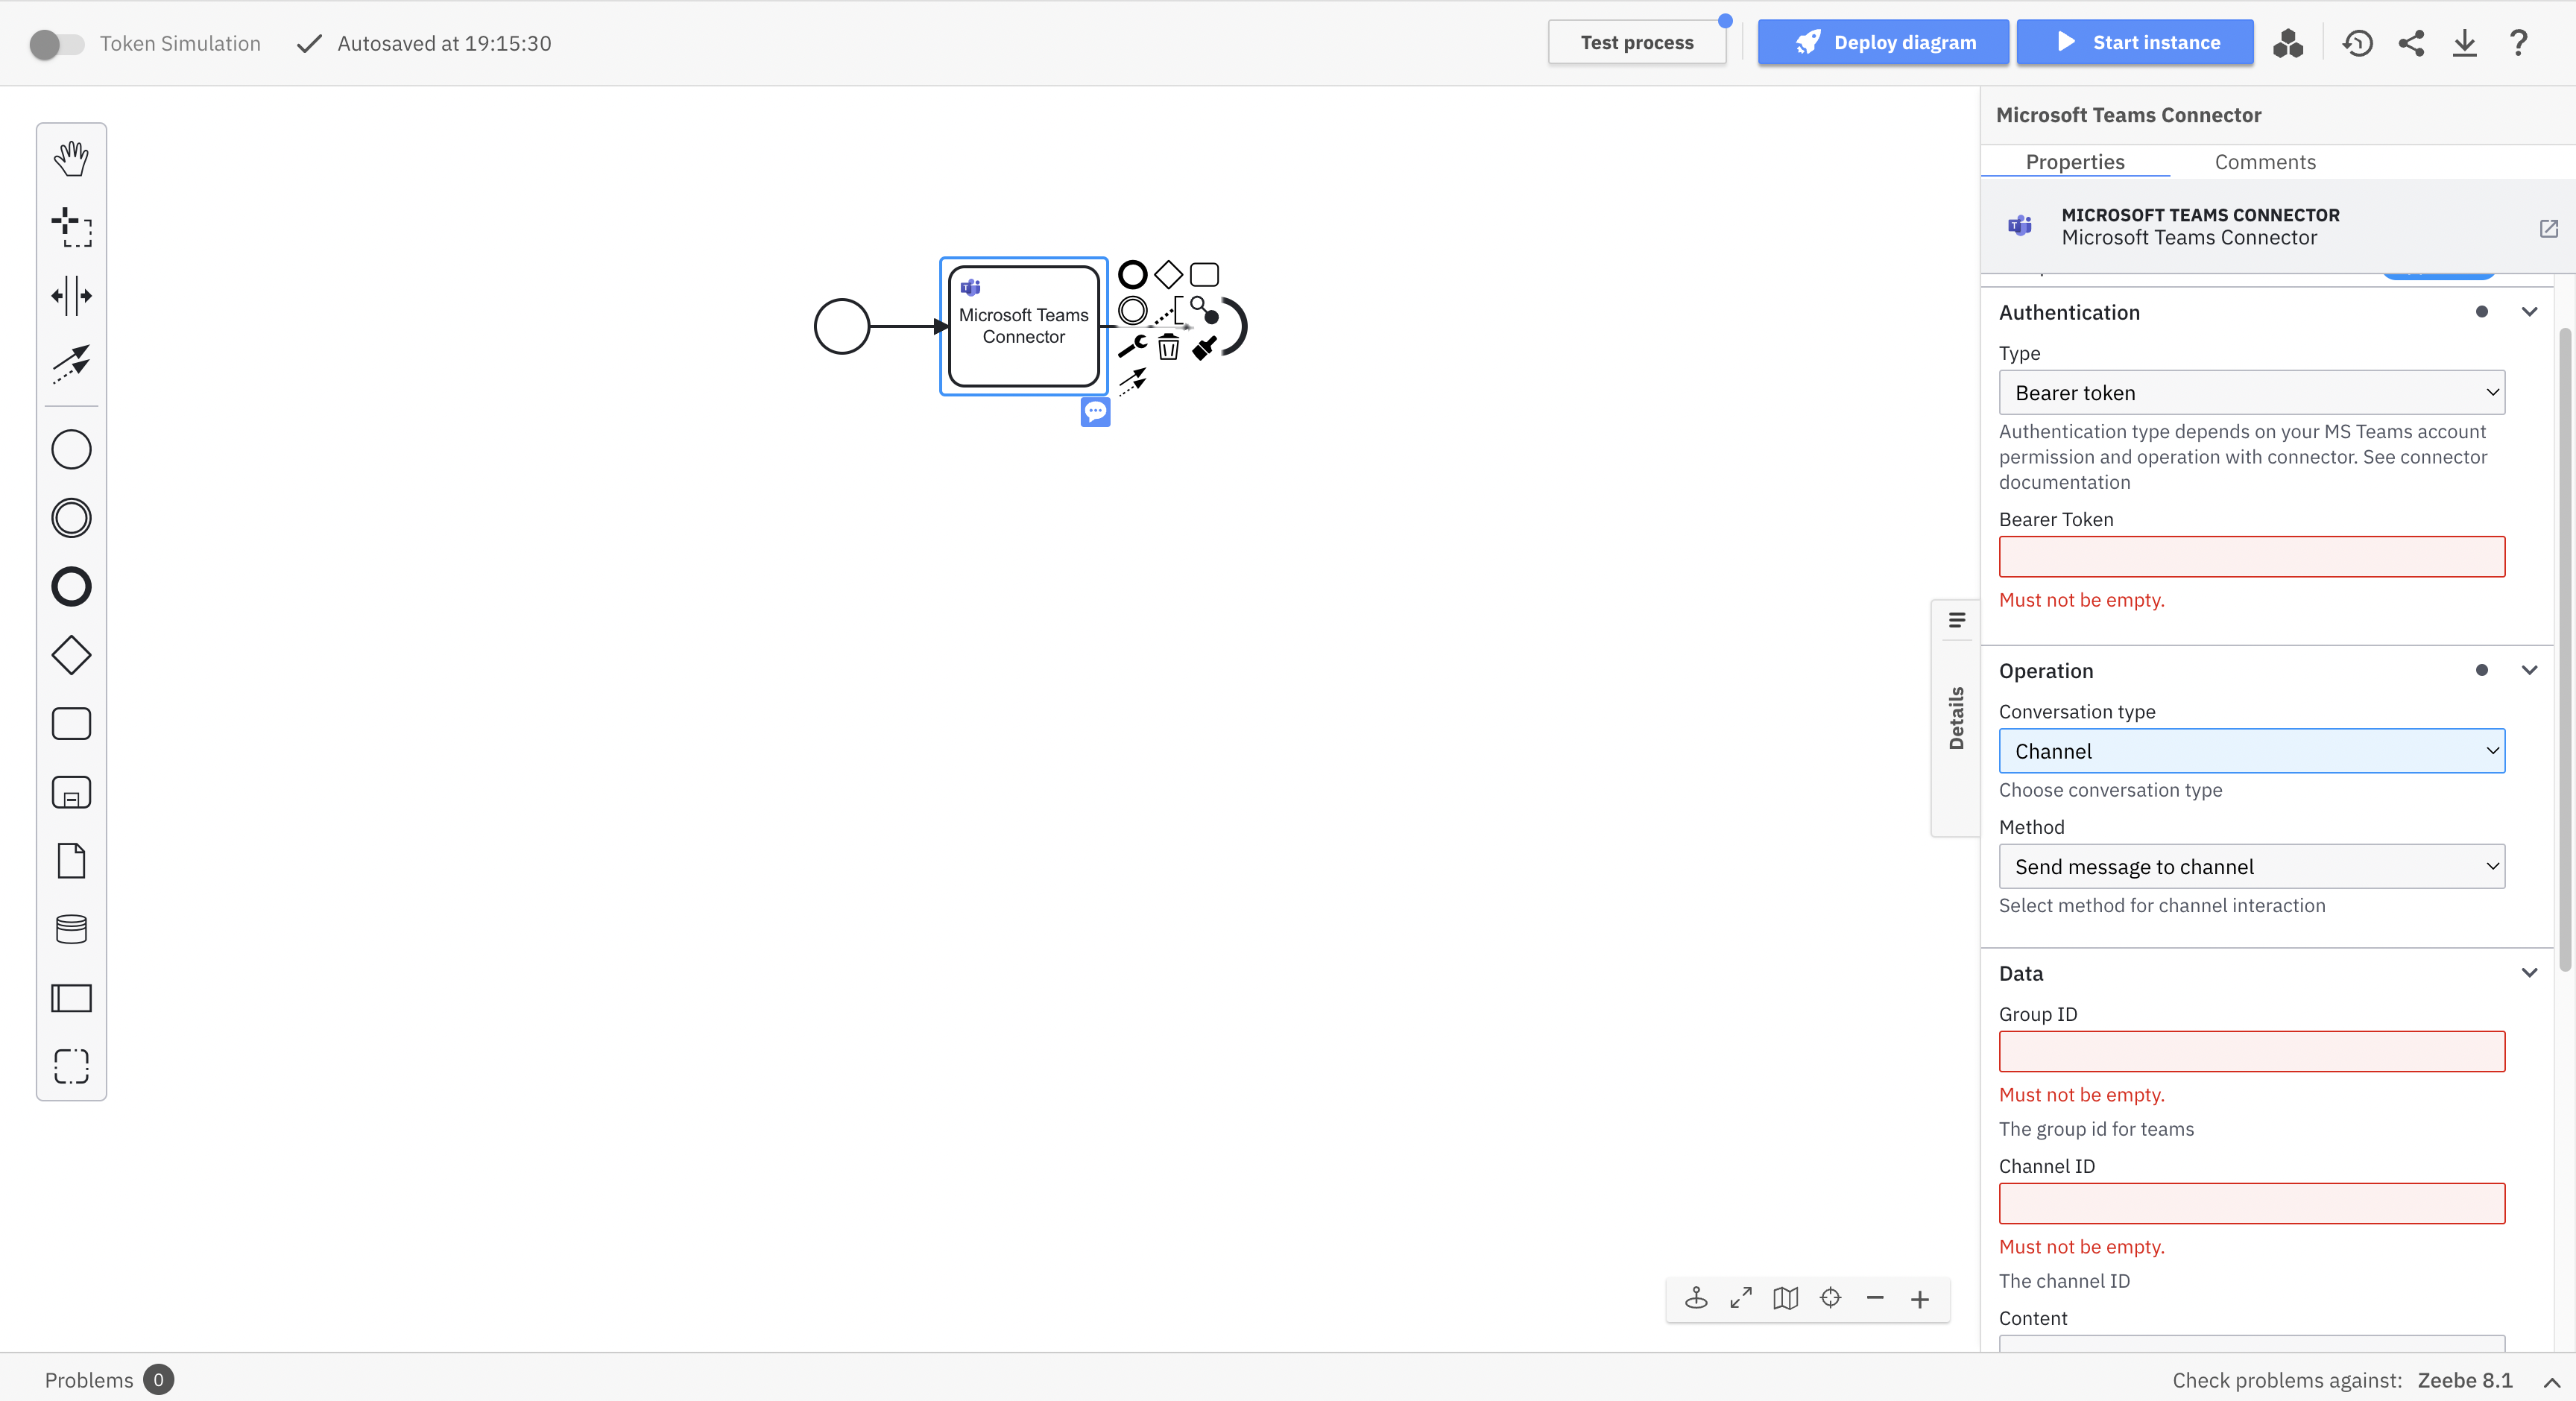 Token Simulation
Autosaved at 19:15:30
Test process
Deploy diagram
Start instance
Microsoft Teams Connector
Properties
Comments
MICROSOFT TEAMS CONNECTOR
Microsoft Teams Connector
Microsoft Teams
Connector
Authentication
Type
Bearer token
Authentication type depends on your MS Teams account
permission and operation with connector. See connector
documentation
Bearer Token
Must not be empty.
Details
Operation
Conversation type
Channel
Choose conversation type
Method
Send message to channel
Select method for channel interaction
Data
Group ID
Must not be empty.
The group id for teams
Channel ID
Must not be empty.
The channel ID
Content
Problems 0
Check problems against: Zeebe 8.1